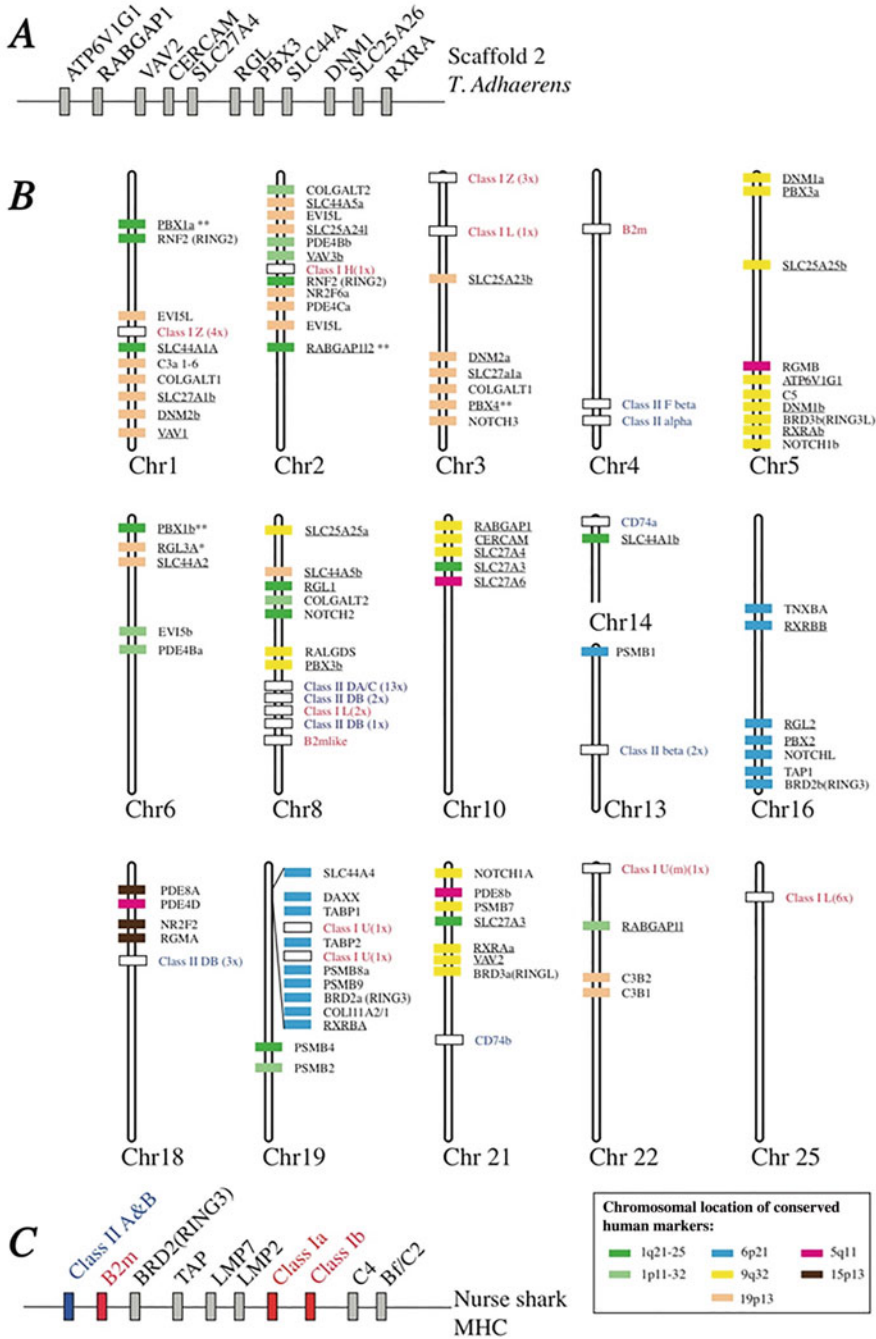 A
ATP6V1G1
RABGAP1
VAV2
CERCAM
SLC27A4
RGL
PBX3
SLC44A
DNM1
SLC25A26
RXRA
Scaffold 2
T. Adhaerens
B
PBX1a **
RNF2 (RING2)
EVI5L
Class I Z (4x)
SLC44A1A
C3a 1-6
COLGALT1
SLC27A1b
DNM2b
VAV1
Chr1
COLGALT2
SLC44A5a
EVI5L
SLC25A24l
PDE4Bb
VAV3b
Class I H(1x)
RNF2 (RING2)
NR2F6a
PDE4Ca
EVI5L
RABGAP1l2 **
Chr2
Class I Z (3x)
Class I L (1x)
SLC25A23b
DNM2a
SLC27a1a
COLGALT1
PBX4**
NOTCH3
Chr3
B2m
Class II F beta
Class II alpha
Chr4
DNM1a
PBX3a
SLC25A25b
RGMB
ATP6V1G1
C5
DNM1b
BRD3b(RING3L)
RXRAb
NOTCH1b
Chr5
PBX1b**
RGL3A*
SLC44A2
EVI5b
PDE4Ba
Chr6
SLC25A25a
SLC44A5b
RGL1
COLGALT2
NOTCH2
RALGDS
PBX3b
Class II DA/C (13x)
Class II DB (2x)
Class I L(2x)
Class II DB (1x)
B2mlike
Chr8
RABGAP1
CERCAM
SLC27A4
SLC27A3
SLC27A6
Chr10
CD74a
SLC44A1b
Chr14
PSMB1
Class II beta (2x)
Chr13
TNXBA
RXRBB
RGL2
PBX2
NOTCHL
TAP1
BRD2b(RING3)
Chr16
PDE8A
PDE4D
NR2F2
RGMA
Class II DB (3x)
Chr18
SLC44A4
DAXX
TABP1
Class I U(1x)
TABP2
Class I U(1x)
PSMB8a
PSMB9
BRD2a (RING3)
COL11A2/1
RXRBA
PSMB4
PSMB2
Chr19
NOTCH1A
PDE8b
PSMB7
SLC27A3
RXRAa
VAV2
BRD3a(RINGL)
CD74b
Chr 21
Class I U(m)(1x)
RABGAP1l
C3B2
C3B1
Chr 22
Class I L(6x)
Chr 25
C
Class II A&B
B2m
BRD2(RING3)
TAP
LMP7
LMP2
Class Ia
Class Ib
C4
Bf/C2
Nurse shark
MHC
Chromosomal location of conserved
human markers:
1q21-25
6p21
5q11
1p11-32
9q32
15p13
19p13